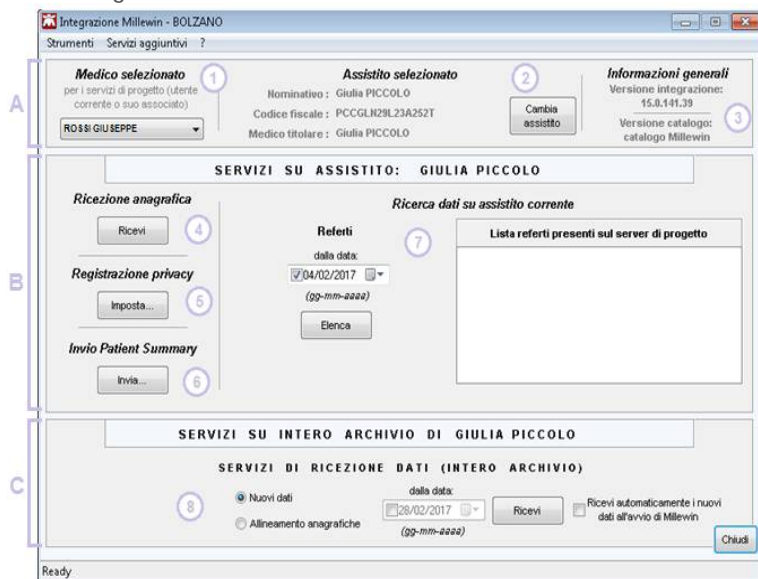 Integrazione Millewin - BOLZANO
Strumenti Servizi aggiuntivi ?
A
Medico selezionato
per i servizi di progetto (utente
corrente o suo associato)
ROSSI GIUSEPPE
1
Assistito selezionato
Nominativo : Giulia PICCOLO
Codice fiscale : PCCGLN29L23A252T
Medico titolare : Giulia PICCOLO
2
Cambia
assistito
Informazioni generali
Versione integrazione:
15.0.141.39
Versione catalogo:
catalogo Millewin
3
B
SERVIZI SU ASSISTITO: GIULIA PICCOLO
Ricezione anagrafica
Ricevi
4
Registrazione privacy
Imposta...
5
Invio Patient Summary
Invia...
6
Ricerca dati su assistito corrente
Referti
dalla data:
04/02/2017
(gg-mm-aaaa)
Elenca
7
Lista referti presenti sul server di progetto
C
SERVIZI SU INTERO ARCHIVIO DI GIULIA PICCOLO
SERVIZI DI RICEZIONE DATI (INTERO ARCHIVIO)
8
Nuovi dati
Allineamento anagrafiche
dalla data:
28/02/2017
(gg-mm-aaaa)
Ricevi
Ricevi automaticamente i nuovi
dati all'avvio di Millewin
Chiudi
Ready